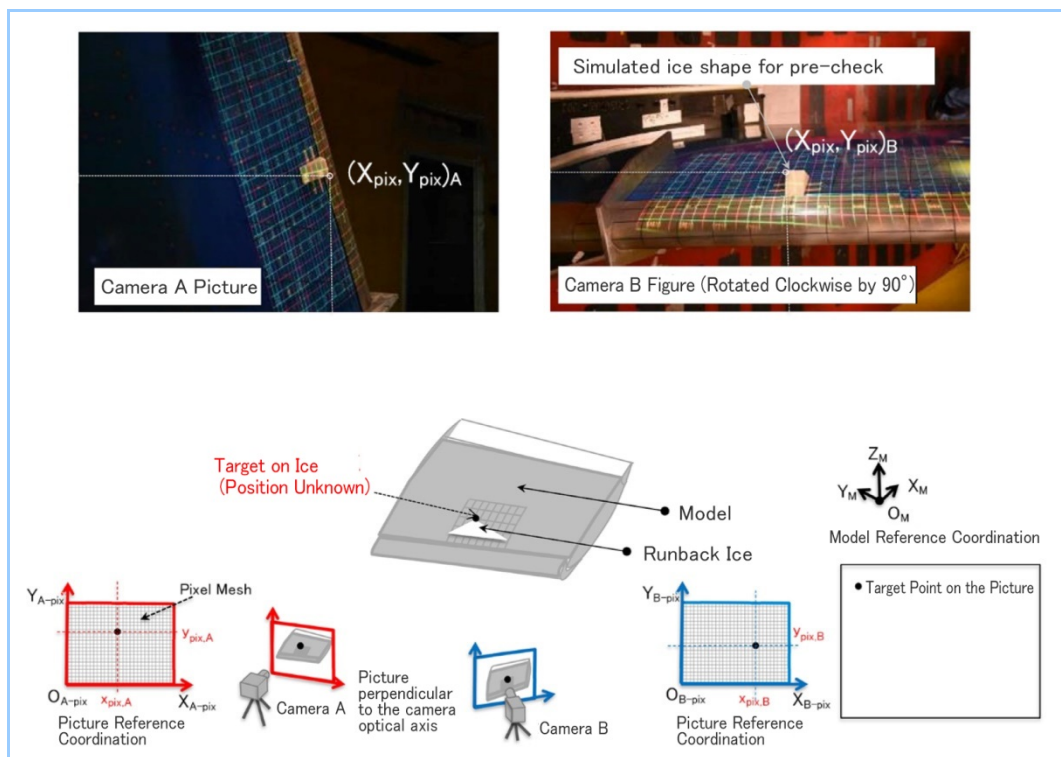 Simulated ice shape for pre-check
(Xpix,Ypix)A
(Xpix,Ypix)B
Camera A Picture
Camera B Figure (Rotated Clockwise by 90°)
Target on Ice
(Position Unknown)
Model
Runback Ice
ZM
YM
XM
OM
Model Reference Coordination
YA-pix
Pixel Mesh
ypix,A
OA-pix
xpix,A
XA-pix
Picture Reference
Coordination
Camera A
Picture
perpendicular
to the camera
optical axis
Camera B
YB-pix
ypix,B
OB-pix
xpix,B
XB-pix
Picture Reference
Coordination
Target Point on the Picture